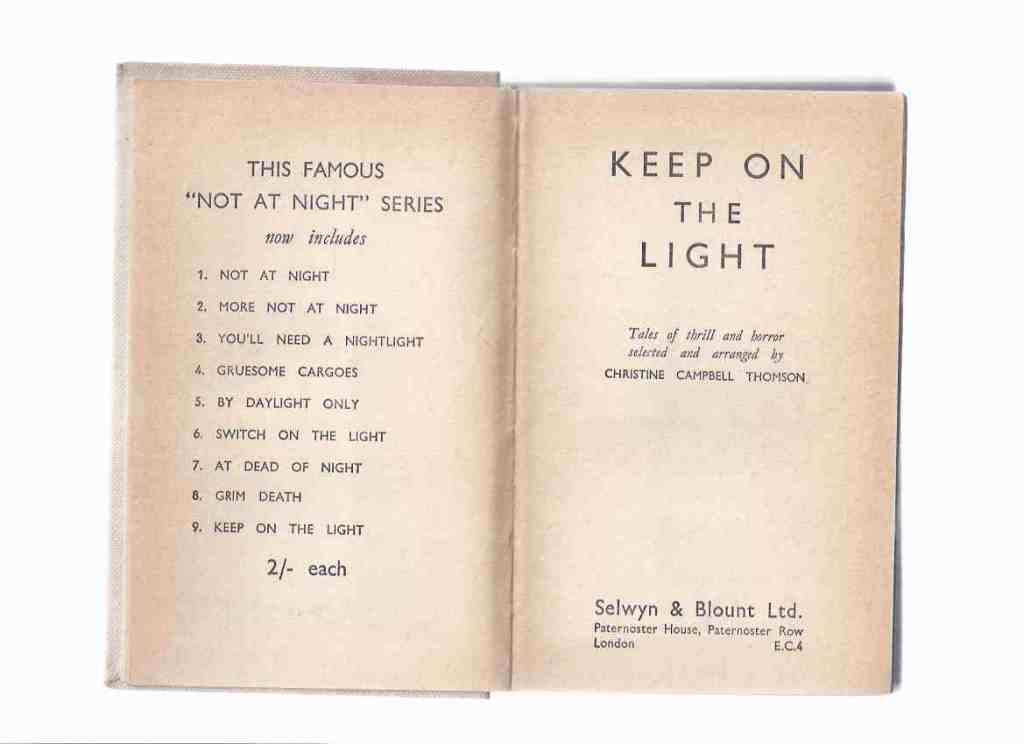 THIS FAMOUS
"NOT AT NIGHT" SERIES
now includes
1. NOT AT NIGHT
2. MORE NOT AT NIGHT
3. YOU'LL NEED A NIGHTLIGHT
4. GRUESOME CARGOES
5. BY DAYLIGHT ONLY
6. SWITCH ON THE LIGHT
7. AT DEAD OF NIGHT
8. GRIM DEATH
9. KEEP ON THE LIGHT
2/- each
KEEP ON
THE
LIGHT
Tales of thrill and horror
selected and arranged by
CHRISTINE CAMPBELL THOMSON
Selwyn & Blount Ltd.
Paternoster House, Paternoster Row
London E.C.4